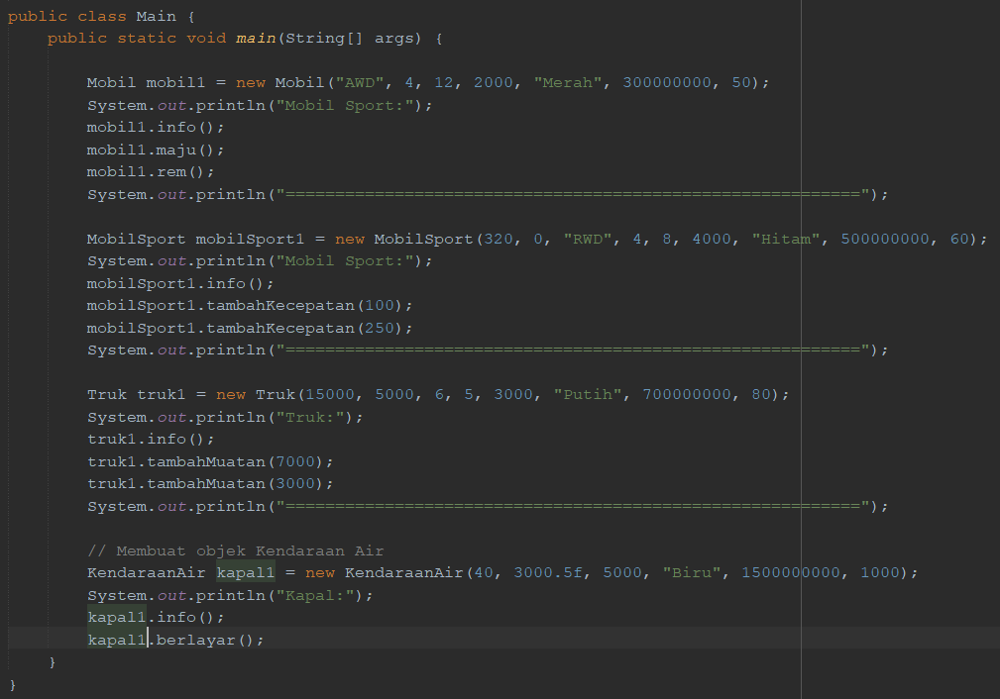 public class Main {
public static void main(String[] args) {
Mobil mobil1 = new Mobil("AWD", 4, 12, 2000, "Merah", 300000000, 50);
System.out.println("Mobil Sport:");
mobil1.info();
mobil1.maju();
mobil1.rem();
System.out.println("==========================================================");
MobilSport mobilSport1 = new MobilSport(320, 0, "RWD", 4, 8, 4000, "Hitam", 500000000, 60);
System.out.println("Mobil Sport:");
mobilSport1.info();
mobilSport1.tambahKecepatan(100);
mobilSport1.tambahKecepatan(250);
System.out.println("==========================================================");
Truk truk1 = new Truk(15000, 5000, 6, 5, 3000, "Putih", 700000000, 80);
System.out.println("Truk:");
truk1.info();
truk1.tambahMuatan(7000);
truk1.tambahMuatan(3000);
System.out.println("==========================================================");
// Membuat objek Kendaraan Air
KendaraanAir kapal1 = new KendaraanAir(40, 3000.5f, 5000, "Biru", 1500000000, 1000);
System.out.println("Kapal:");
kapal1.info();
kapal1.berlayar();
}
}